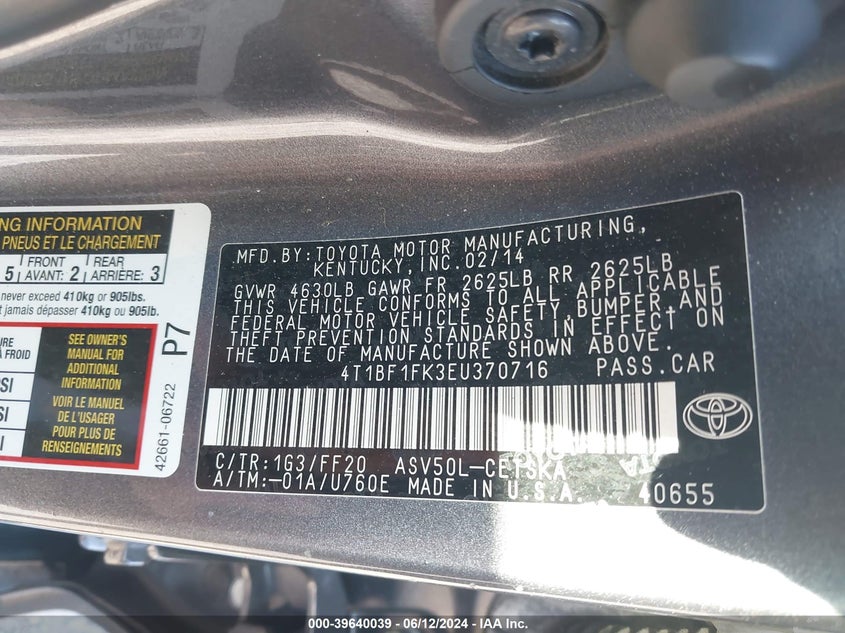 NG INFORMATION
PNEUS ET LE CHARGEMENT
5 FRONT AVANT: 2 REAR ARRIÈRE: 3
never exceed 410kg or 905lbs.
t jamais dépasser 410kg ou 905lb.
SEE OWNER'S
MANUAL FOR
ADDITIONAL
INFORMATION
VOIR LE MANUEL
DE L'USAGER
POUR PLUS DE
RENSEIGNEMENTS
P7
42661-06722
MFD.BY:TOYOTA MOTOR MANUFACTURING,
KENTUCKY,INC.02/14
GVWR 4630LB GAWR FR 2625LB RR 2625LB
THIS VEHICLE CONFORMS TO ALL APPLICABLE
FEDERAL MOTOR VEHICLE SAFETY,BUMPER,AND
THEFT PREVENTION STANDARDS IN EFFECT ON
THE DATE OF MANUFACTURE SHOWN ABOVE.
4T1BF1FK3EU370716 PASS.CAR
C/TR:1G3/FF20 ASV50L-CETSKA
A/TM:-01A/U760E MADE IN U.S.A. 40655
000-39640039 - 06/12/2024 - IAA Inc.